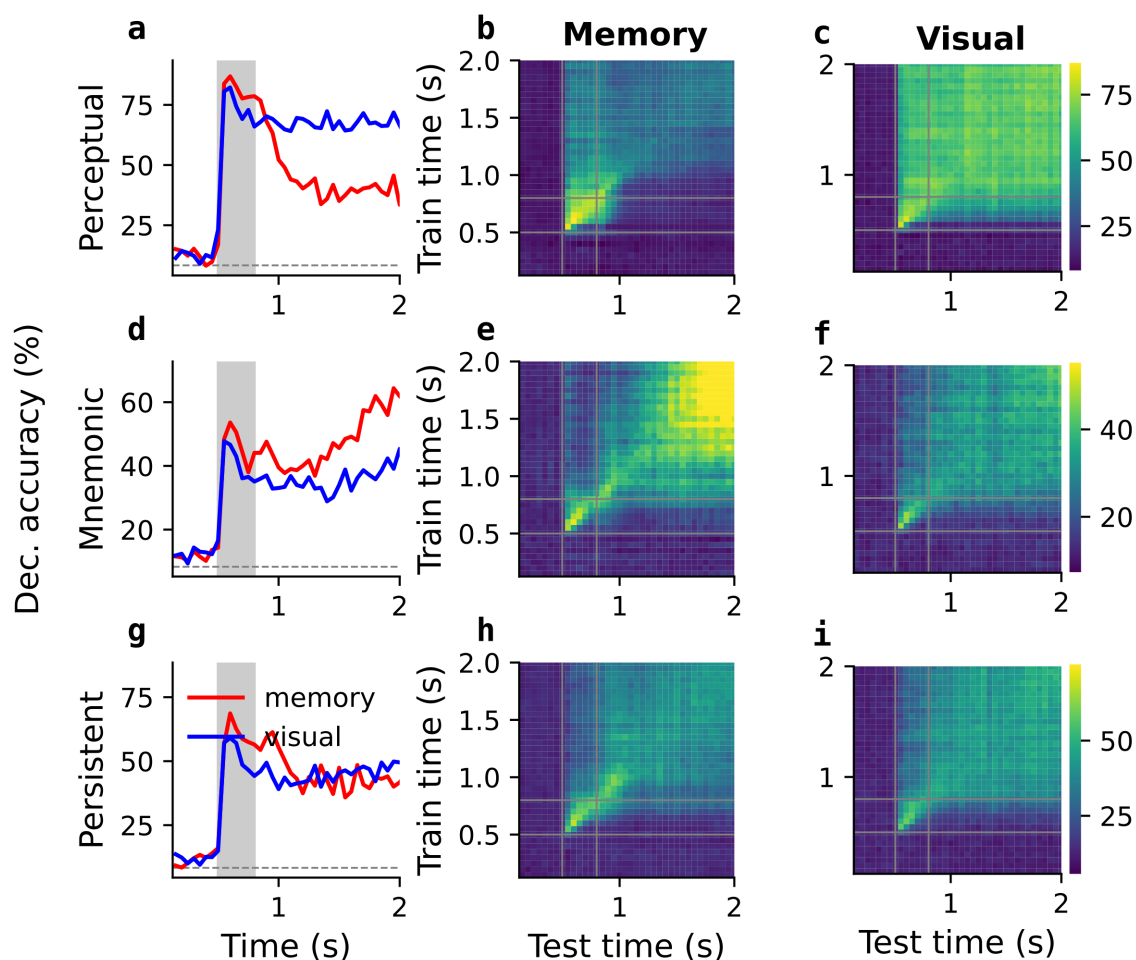 a
b
Memory
c
Visual
Perceptual
75
50
25
1
2
Train time (s)
2.0
1.5
1.0
0.5
1
2
2
1
1
2
75
50
25
Dec. accuracy (%)
d
e
f
Mnemonic
60
40
20
1
2
Train time (s)
2.0
1.5
1.0
0.5
1
2
2
1
1
2
40
20
g
h
i
Persistent
75
50
25
memory
visual
1
2
Time (s)
Train time (s)
2.0
1.5
1.0
0.5
1
2
Test time (s)
2
1
1
2
Test time (s)
50
25